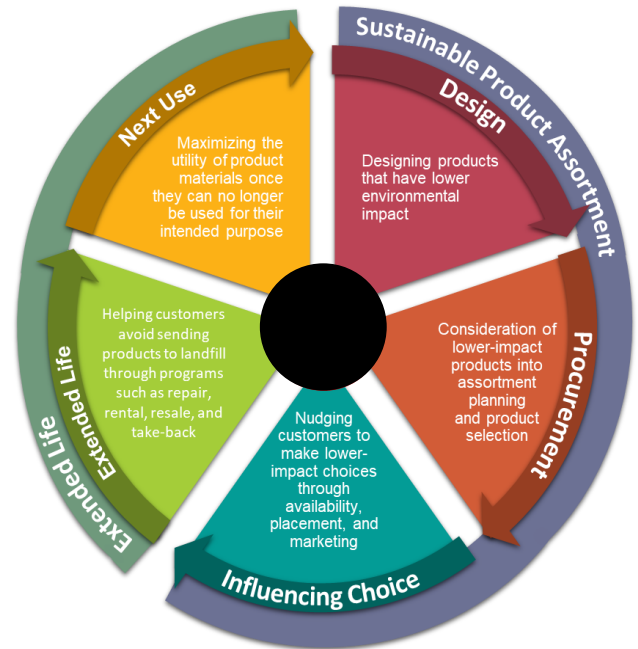 Sustainable Product Assortment
Design
Designing products
that have lower
environmental
impact
Procurement
Consideration of
lower-impact
products into
assortment
planning
and product
selection
Influencing Choice
Nudging
customers to
make lower-
impact choices
through
availability,
placement, and
marketing
Extended Life
Extended Life
Helping customers
avoid sending
products to landfill
through programs
such as repair,
rental, resale, and
take-back
Next Use
Maximizing the
utility of product
materials once
they can no longer
be used for their
intended purpose